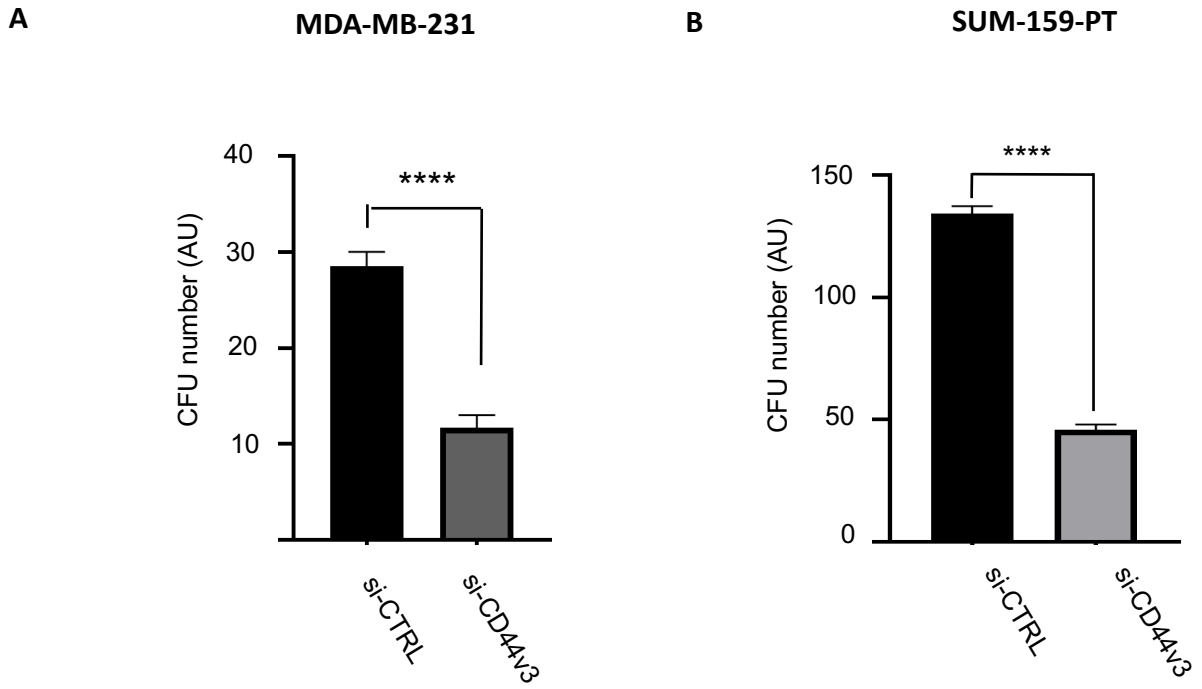 A
MDA-MB-231
CFU number (AU)
40
30
20
10
****
si-CTRL
si-CD44v3
B
SUM-159-PT
CFU number (AU)
150
100
50
0
****
si-CTRL
si-CD44v3